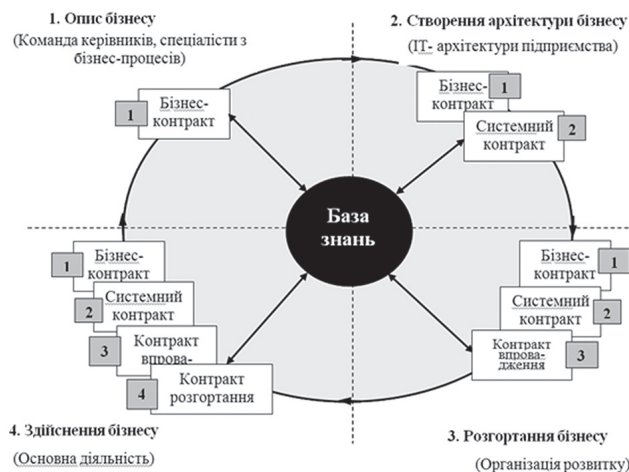 1. Опис бізнесу
(Команда керівників, спеціалісти з
бізнес-процесів)
2. Створення архітектури бізнесу
(ІТ- архітектури підприємства)
1
Бізнес-
контракт
Бізнес-
контракт
1
Системний
контракт
2
База
знань
1
Бізнес-
контракт
2
Системний
контракт
3
Контракт
впрова-
4
Контракт
розгортання
Бізнес-
контракт
1
Системний
контракт
2
Контракт
впрова-
дження
3
4. Здійснення бізнесу
(Основна діяльність)
3. Розгортання бізнесу
(Організація розвитку)